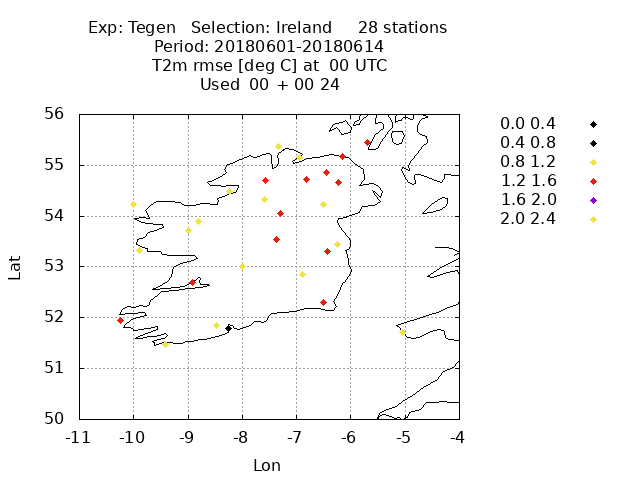 Exp: Tegen Selection: Ireland 28 stations
Period: 20180601-20180614
T2m rmse [deg C] at 00 UTC
Used 00 + 00 24
56
55
54
53
52
51
50
-11 -10 -9 -8 -7 -6 -5 -4
Lat
Lon
0.0 0.4
0.4 0.8
0.8 1.2
1.2 1.6
1.6 2.0
2.0 2.4